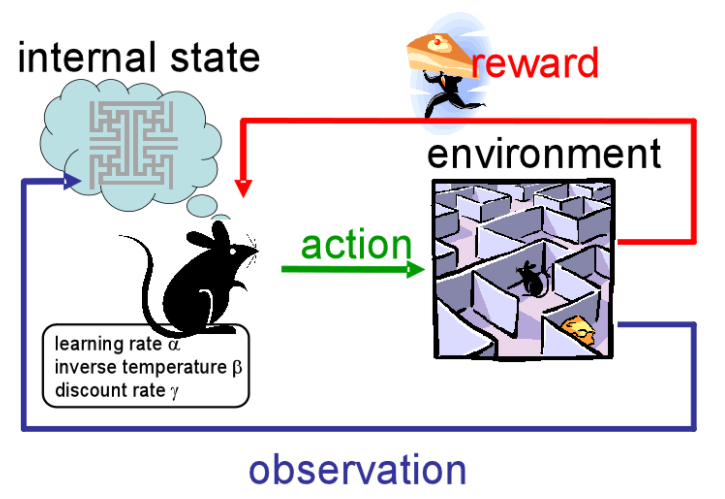 internal state
reward
environment
action
learning rate α
inverse temperature β
discount rate γ
observation